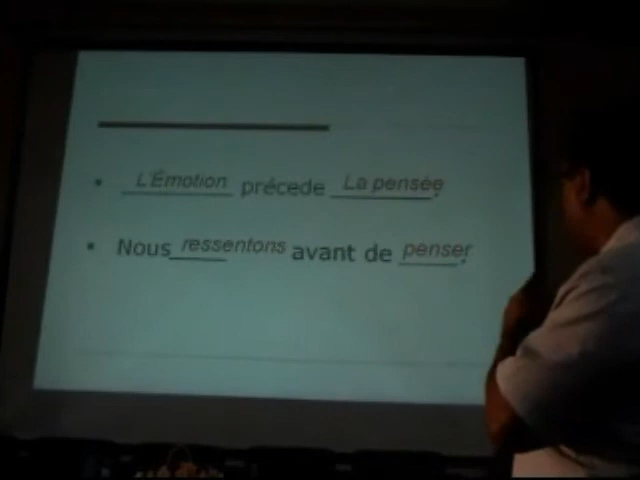 • L'Émotion précede La pensée.
• Nous ressentons avant de penser.